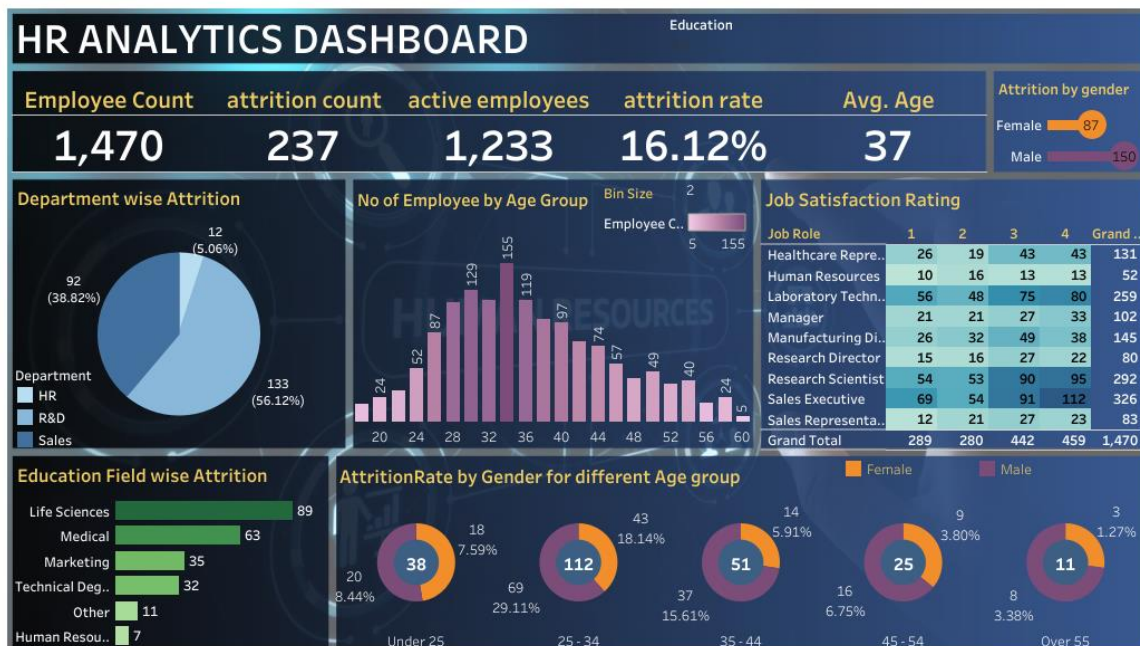 HR ANALYTICS DASHBOARD
Education
Employee Count attrition count active employees attrition rate Avg. Age
1,470 237 1,233 16.12% 37
Attrition by gender
Female 87
Male 150
Department wise Attrition
12
(5.06%)
92
(38.82%)
133
(56.12%)
Department
HR
R&D
Sales
No of Employee by Age Group
Bin Size 2
Employee C..
5 155
24 52 87 129 155 119 97 74 57 49 40 24 5
20 24 28 32 36 40 44 48 52 56 60
HUMAN RESOURCES
Job Satisfaction Rating
Job Role 1 2 3 4 Grand ..
Healthcare Repre.. 26 19 43 43 131
Human Resources 10 16 13 13 52
Laboratory Techn.. 56 48 75 80 259
Manager 21 21 27 33 102
Manufacturing Di.. 26 32 49 38 145
Research Director 15 16 27 22 80
Research Scientist 54 53 90 95 292
Sales Executive 69 54 91 112 326
Sales Representa.. 12 21 27 23 83
Grand Total 289 280 442 459 1,470
Education Field wise Attrition
Life Sciences 89
Medical 63
Marketing 35
Technical Deg.. 32
Other 11
Human Resou.. 7
AttritionRate by Gender for different Age group
Female Male
38
18
7.59%
20
8.44%
Under 25
112
43
18.14%
69
29.11%
25 - 34
51
14
5.91%
37
15.61%
35 - 44
25
9
3.80%
16
6.75%
45 - 54
11
3
1.27%
8
3.38%
Over 55